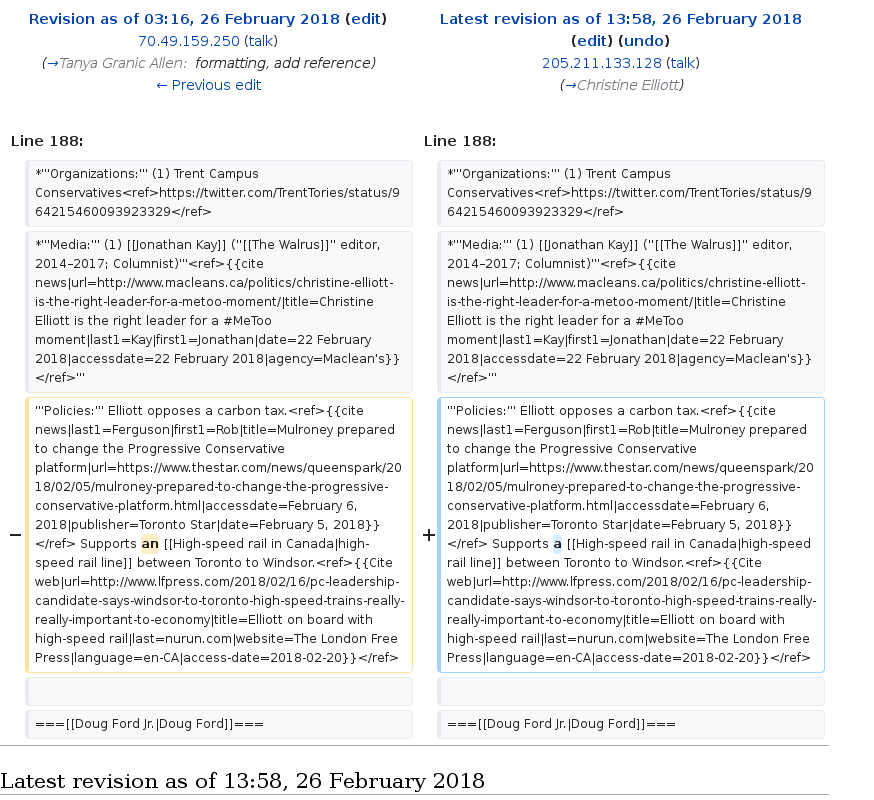 Revision as of 03:16, 26 February 2018 (edit)
70.49.159.250 (talk)
(→Tanya Granic Allen: formatting, add reference)
← Previous edit
Latest revision as of 13:58, 26 February 2018
(edit) (undo)
205.211.133.128 (talk)
(→Christine Elliott)
Line 188:
Line 188:
*'''Organizations:''' (1) Trent Campus
Conservatives<ref>https://twitter.com/TrentTories/status/9
64215460093923329</ref>
*'''Organizations:''' (1) Trent Campus
Conservatives<ref>https://twitter.com/TrentTories/status/9
64215460093923329</ref>
*'''Media:''' (1) [[Jonathan Kay]] (''[[The Walrus]]'' editor,
2014–2017; Columnist)'''<ref>{{cite
news|url=http://www.macleans.ca/politics/christine-elliott-
is-the-right-leader-for-a-metoo-moment/|title=Christine
Elliott is the right leader for a #MeToo
moment|last1=Kay|first1=Jonathan|date=22 February
2018|accessdate=22 February 2018|agency=Maclean's}}
</ref>'''
*'''Media:''' (1) [[Jonathan Kay]] (''[[The Walrus]]'' editor,
2014–2017; Columnist)'''<ref>{{cite
news|url=http://www.macleans.ca/politics/christine-elliott-
is-the-right-leader-for-a-metoo-moment/|title=Christine
Elliott is the right leader for a #MeToo
moment|last1=Kay|first1=Jonathan|date=22 February
2018|accessdate=22 February 2018|agency=Maclean's}}
</ref>'''
−
'''Policies:''' Elliott opposes a carbon tax.<ref>{{cite
news|last1=Ferguson|first1=Rob|title=Mulroney prepared
to change the Progressive Conservative
platform|url=https://www.thestar.com/news/queenspark/20
18/02/05/mulroney-prepared-to-change-the-progressive-
conservative-platform.html|accessdate=February 6,
2018|publisher=Toronto Star|date=February 5, 2018}}
</ref> Supports an [[High-speed rail in Canada|high-
speed rail line]] between Toronto to Windsor.<ref>{{Cite
web|url=http://www.lfpress.com/2018/02/16/pc-leadership-
candidate-says-windsor-to-toronto-high-speed-trains-really-
really-important-to-economy|title=Elliott on board with
high-speed rail|last=nurun.com|website=The London Free
Press|language=en-CA|access-date=2018-02-20}}</ref>
+
'''Policies:''' Elliott opposes a carbon tax.<ref>{{cite
news|last1=Ferguson|first1=Rob|title=Mulroney prepared
to change the Progressive Conservative
platform|url=https://www.thestar.com/news/queenspark/20
18/02/05/mulroney-prepared-to-change-the-progressive-
conservative-platform.html|accessdate=February 6,
2018|publisher=Toronto Star|date=February 5, 2018}}
</ref> Supports a [[High-speed rail in Canada|high-speed
rail line]] between Toronto to Windsor.<ref>{{Cite
web|url=http://www.lfpress.com/2018/02/16/pc-leadership-
candidate-says-windsor-to-toronto-high-speed-trains-really-
really-important-to-economy|title=Elliott on board with
high-speed rail|last=nurun.com|website=The London Free
Press|language=en-CA|access-date=2018-02-20}}</ref>
===[[Doug Ford Jr.|Doug Ford]]===
===[[Doug Ford Jr.|Doug Ford]]===
Latest revision as of 13:58, 26 February 2018